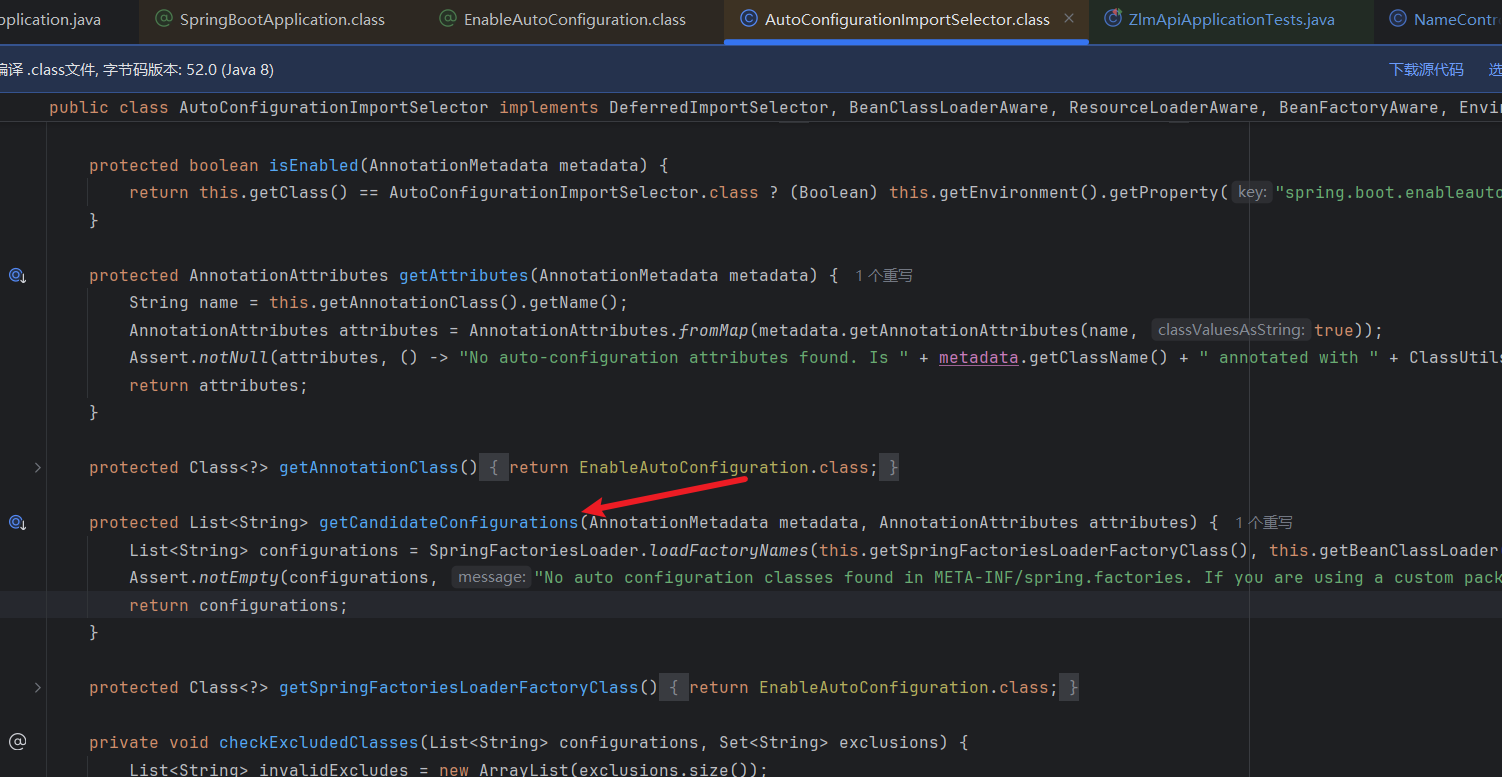 pplication.java SpringBootApplication.class EnableAutoConfiguration.class AutoConfigurationImportSelector.class ZlmApiApplicationTests.java NameContr
编译 .class文件, 字节码版本: 52.0 (Java 8) 下载源代码 选
public class AutoConfigurationImportSelector implements DeferredImportSelector, BeanClassLoaderAware, ResourceLoaderAware, BeanFactoryAware, Envir
protected boolean isEnabled(AnnotationMetadata metadata) {
return this.getClass() == AutoConfigurationImportSelector.class ? (Boolean) this.getEnvironment().getProperty( key: "spring.boot.enableauto
}
protected AnnotationAttributes getAttributes(AnnotationMetadata metadata) { 1 个重写
String name = this.getAnnotationClass().getName();
AnnotationAttributes attributes = AnnotationAttributes.fromMap(metadata.getAnnotationAttributes(name, classValuesAsString: true));
Assert.notNull(attributes, () -> "No auto-configuration attributes found. Is " + metadata.getClassName() + " annotated with " + ClassUtils
return attributes;
}
protected Class<?> getAnnotationClass() { return EnableAutoConfiguration.class; }
protected List<String> getCandidateConfigurations(AnnotationMetadata metadata, AnnotationAttributes attributes) { 1 个重写
List<String> configurations = SpringFactoriesLoader.loadFactoryNames(this.getSpringFactoriesLoaderFactoryClass(), this.getBeanClassLoader
Assert.notEmpty(configurations, message: "No auto configuration classes found in META-INF/spring.factories. If you are using a custom pack
return configurations;
}
protected Class<?> getSpringFactoriesLoaderFactoryClass() { return EnableAutoConfiguration.class; }
private void checkExcludedClasses(List<String> configurations, Set<String> exclusions) {
List<String> invalidExcludes = new ArrayList(exclusions.size());